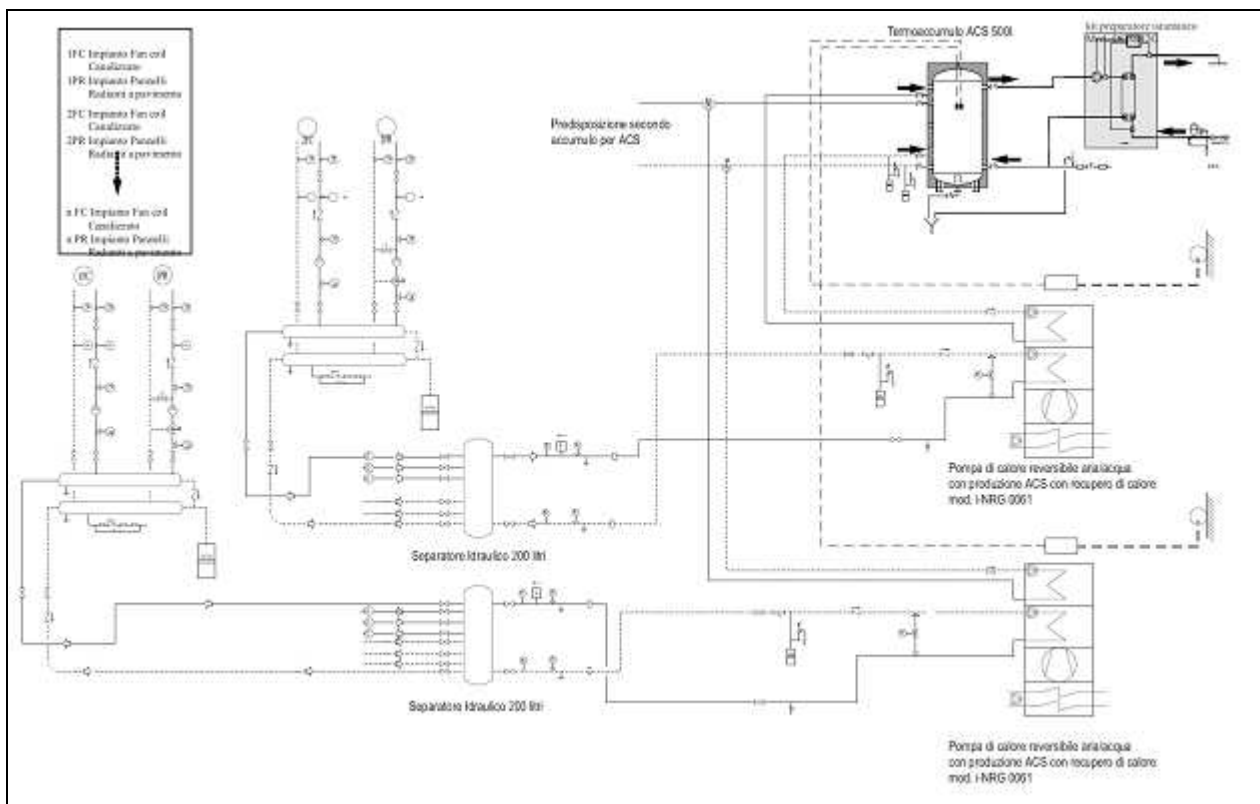 1FC Impianto Fan coil
Canalizzato
1PR Impianto Pannelli
Radianti a pavimento
2FC Impianto Fan coil
Canalizzato
2PR Impianto Pannelli
Radianti a pavimento
n FC Impianto Fan coil
Canalizzato
n PR Impianto Pannelli
Radianti a pavimento
Termoaccumulo ACS 500l
kit preparatore istantaneo
Predisposizione secondo
accumulo per ACS
Pompa di calore reversibile aria/acqua
con produzione ACS con recupero di calore
mod. i-NRG 0061
Separatore Idraulico 200 litri
Separatore Idraulico 200 litri
Pompa di calore reversibile aria/acqua
con produzione ACS con recupero di calore
mod. i-NRG 0061